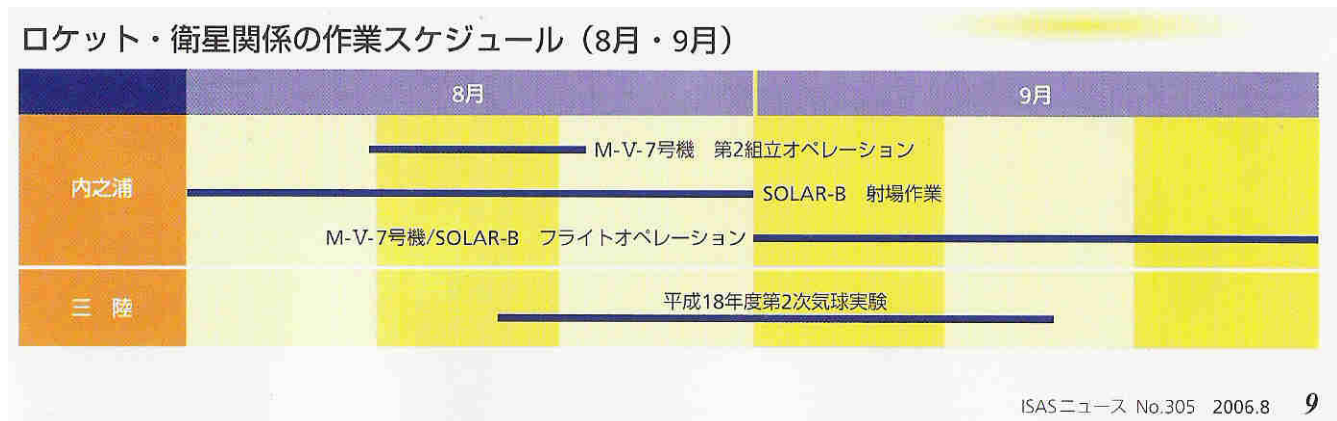 ロケット・衛星関係の作業スケジュール（8月・9月）
8月 9月
内之浦
M-V-7号機 第2組立オペレーション
SOLAR-B 射場作業
M-V-7号機/SOLAR-B フライトオペレーション
三 陸
平成18年度第2次気球実験
ISASニュース No.305 2006.8 9